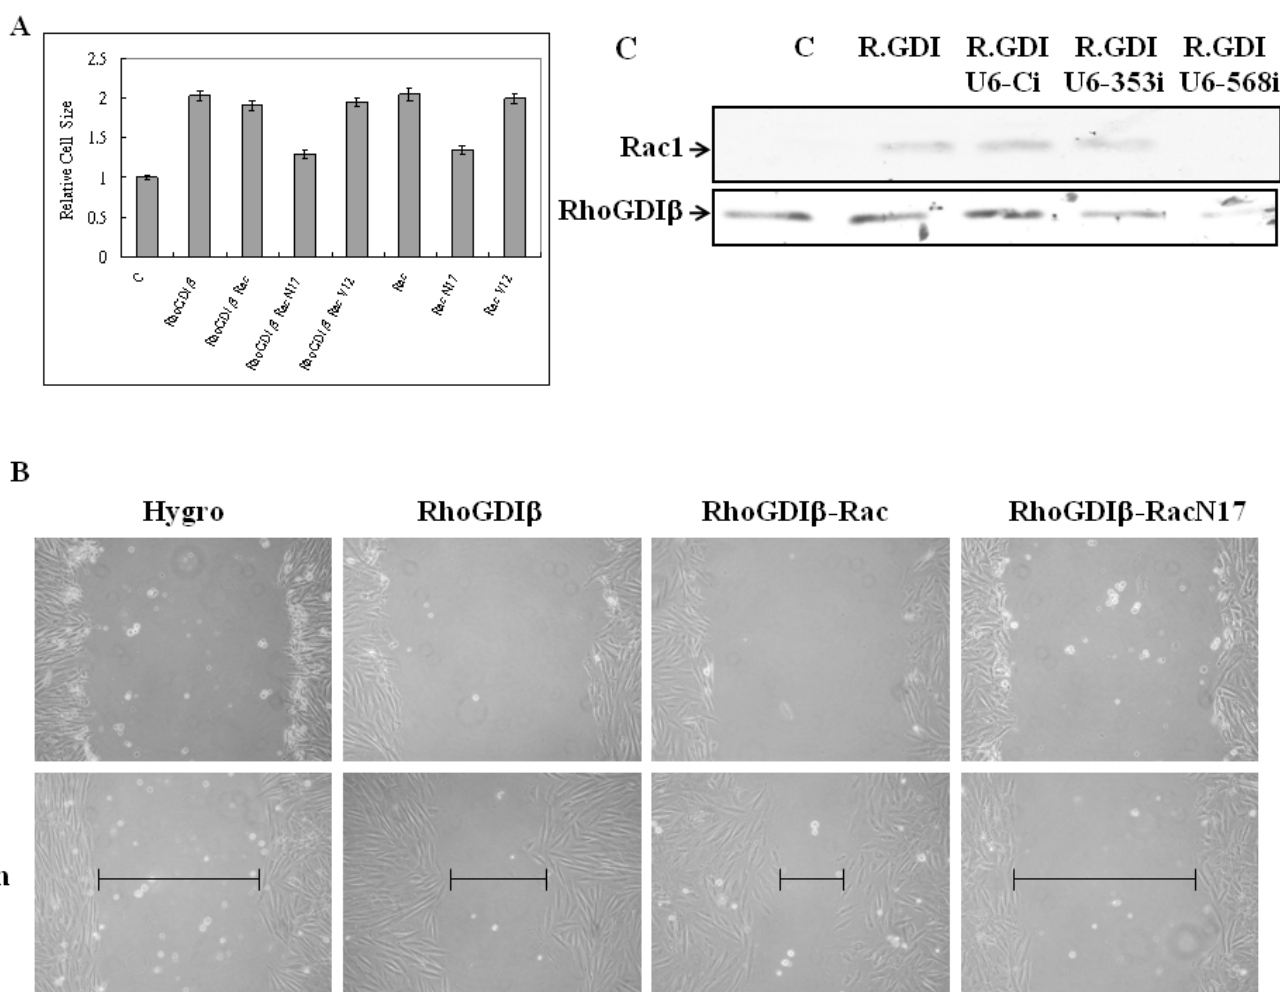 A
2.5
2
1.5
1
0.5
0
Relative Cell Size
C
RhoGDIβ
RhoGDIβ Rac
RhoGDIβ Rac N17
RhoGDIβ Rac V12
Rac
Rac N17
Rac V12
C
C R.GDI R.GDI R.GDI R.GDI
U6-Ci U6-353i U6-568i
Rac1
RhoGDIβ
B
Hygro RhoGDIβ RhoGDIβ-Rac RhoGDIβ-RacN17